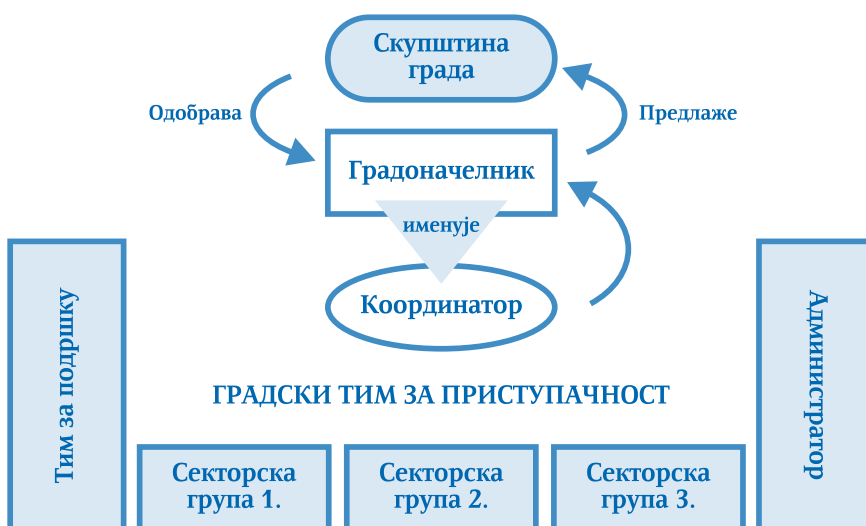 Скупштина
града
Одобрава
Предлаже
Градоначелник
именује
Координатор
Тим за подршку
Администратор
ГРАДСКИ ТИМ ЗА ПРИСТУПАЧНОСТ
Секторска
група 1.
Секторска
група 2.
Секторска
група 3.